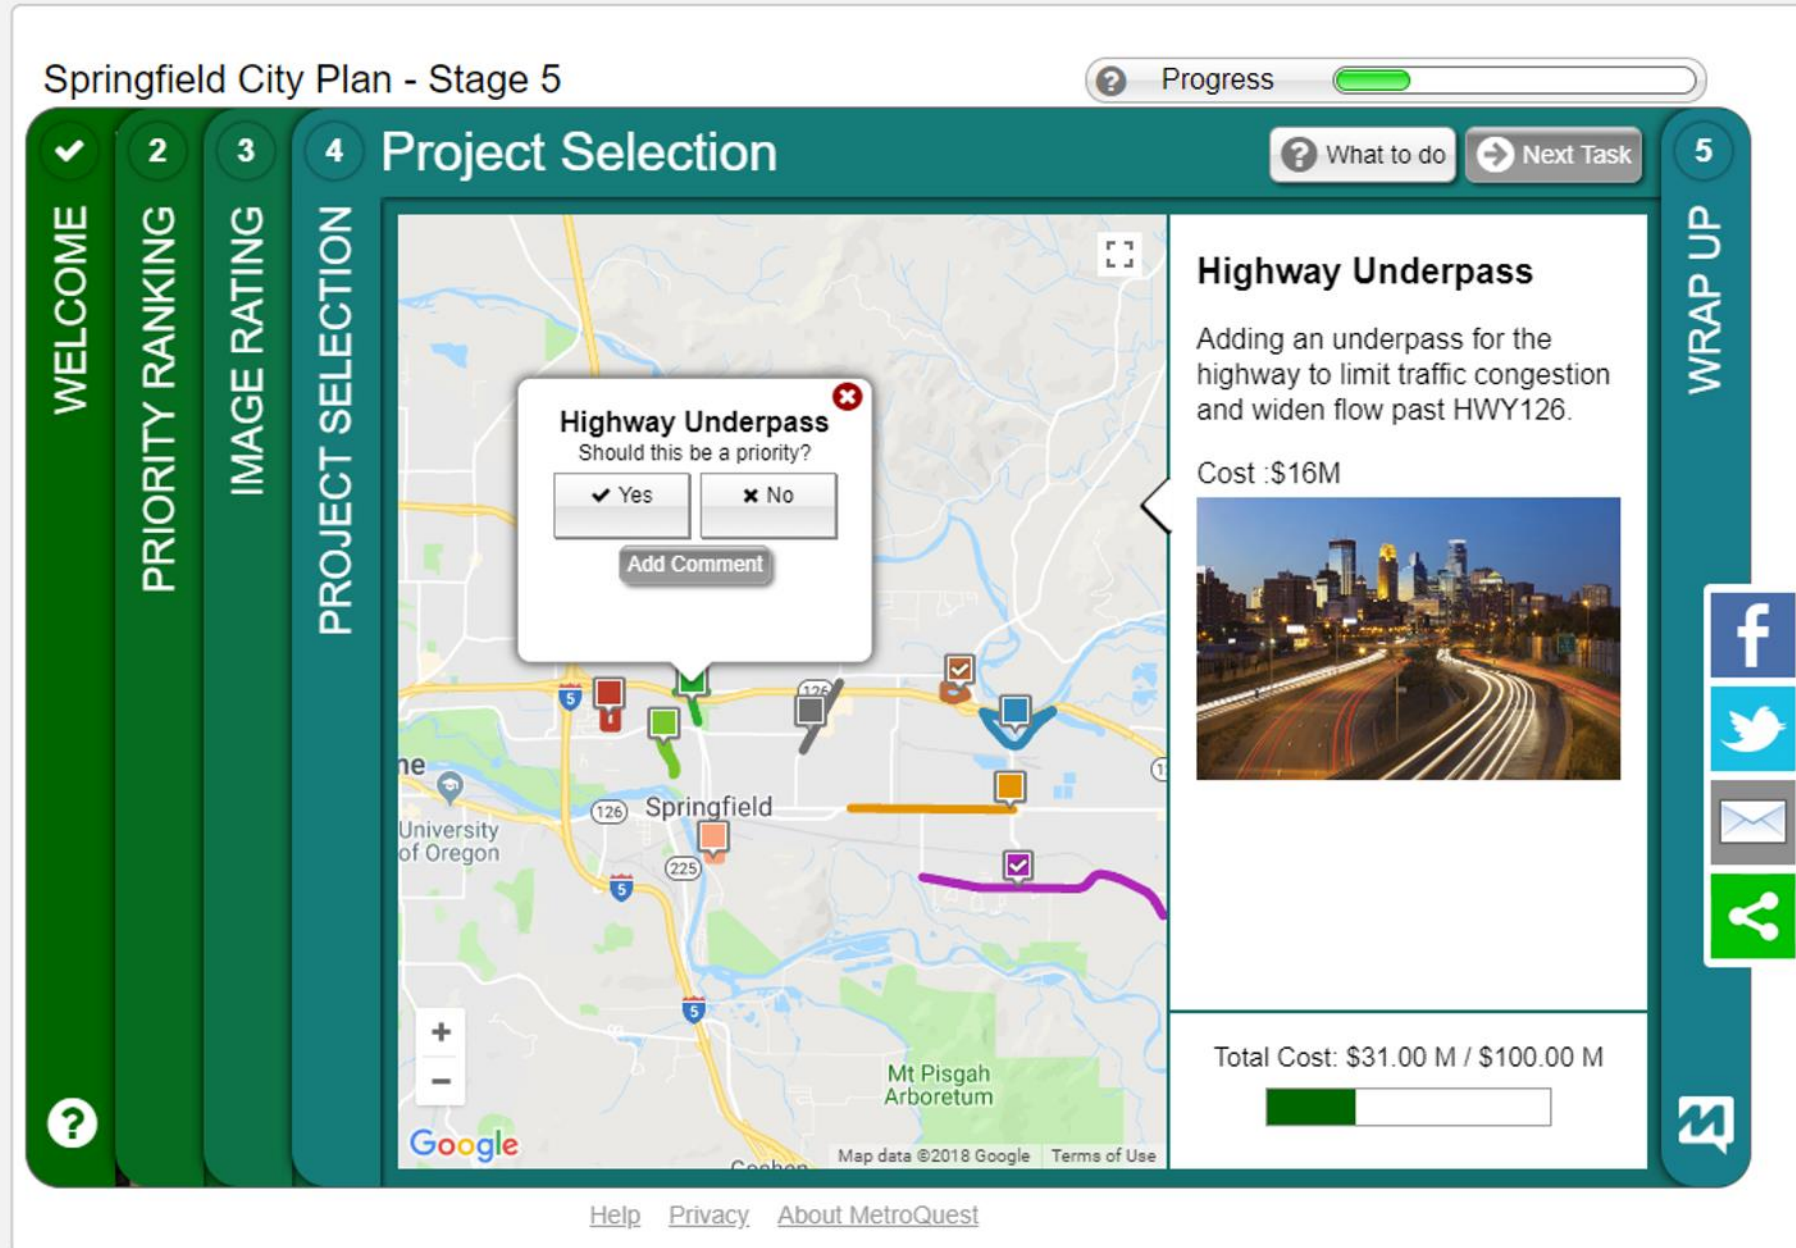 Springfield City Plan - Stage 5
Progress
WELCOME
2
PRIORITY RANKING
3
IMAGE RATING
4
PROJECT SELECTION
Project Selection
What to do
Next Task
5
WRAP UP
Highway Underpass
Should this be a priority?
Yes
No
Add Comment
5
126
ne
University
of Oregon
126
Springfield
225
5
5
Mt Pisgah
Arboretum
Google
Map data ©2018 Google
Terms of Use
Highway Underpass
Adding an underpass for the
highway to limit traffic congestion
and widen flow past HWY126.
Cost :$16M
Total Cost: $31.00 M / $100.00 M
Help
Privacy
About MetroQuest